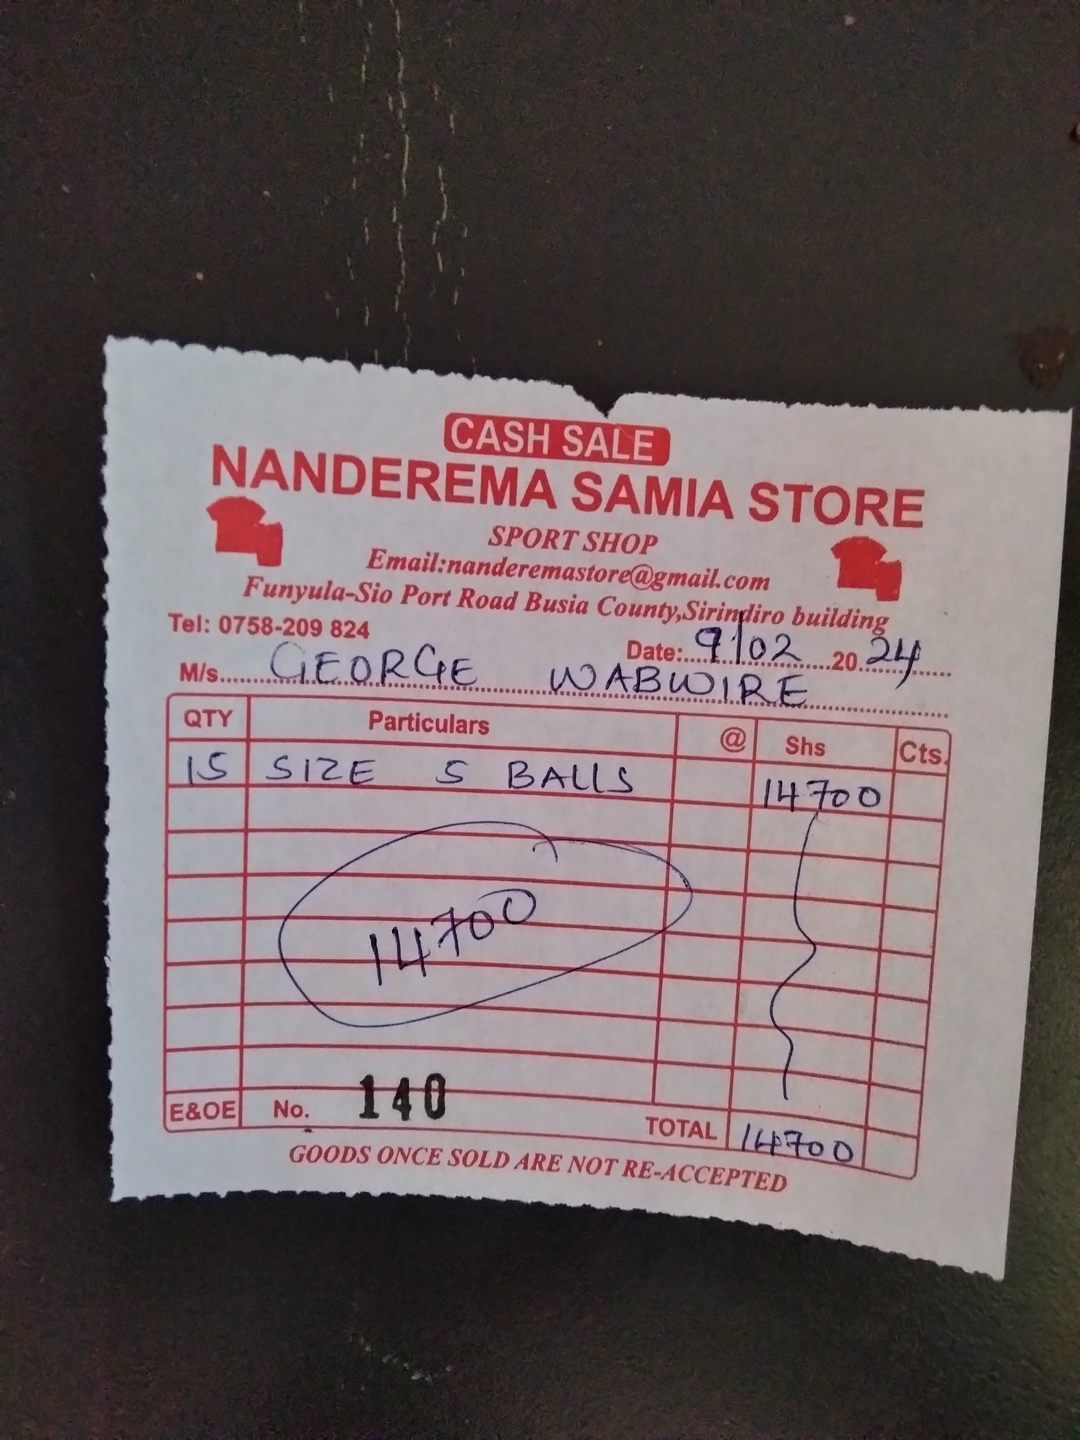 CASH SALE
NANDEREMA SAMIA STORE
SPORT SHOP
Email:nanderemastore@gmail.com
Funyula-Sio Port Road Busia County,Sirindiro building
Tel: 0758-209 824
Date: 9/02 20 24
M/s. GEORGE WABWIRE
QTY Particulars @ Shs Cts.
15 SIZE 5 BALLS 14700
14700
E&OE No. 140 TOTAL 14700
GOODS ONCE SOLD ARE NOT RE-ACCEPTED